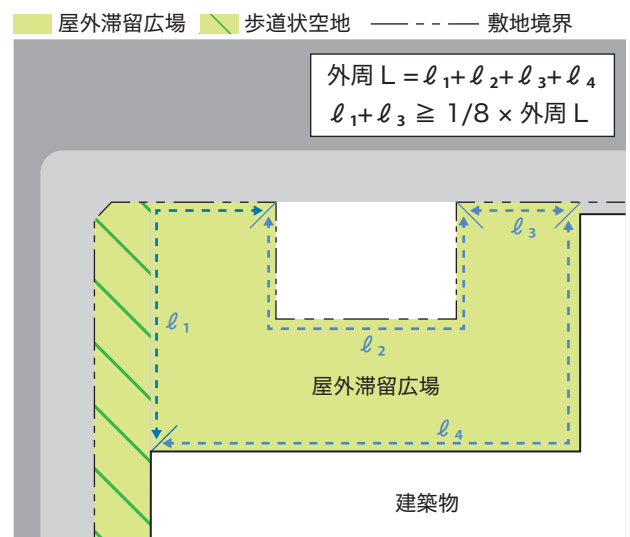 屋外滞留広場 歩道状空地 敷地境界
外周 L = ℓ1+ℓ2+ℓ3+ℓ4
ℓ1+ℓ3 ≧ 1/8 × 外周 L
ℓ3
ℓ1
ℓ2
屋外滞留広場
ℓ4
建築物